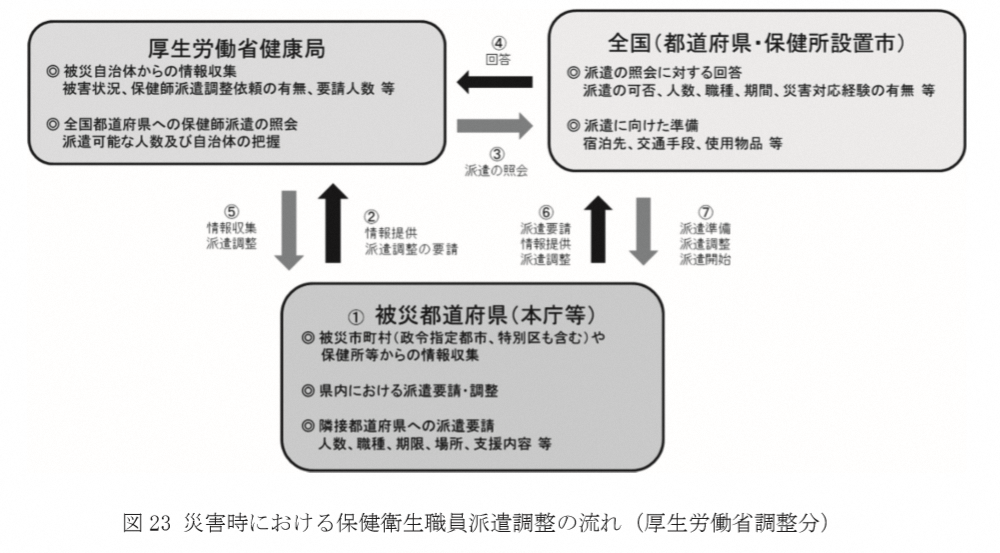 厚生労働省健康局
◎ 被災自治体からの情報収集
被害状況、保健師派遣調整依頼の有無、要請人数 等
◎ 全国都道府県への保健師派遣の照会
派遣可能な人数及び自治体の把握
④
回答
③
派遣の照会
全国(都道府県・保健所設置市)
◎ 派遣の照会に対する回答
派遣の可否、人数、職種、期間、災害対応経験の有無 等
◎ 派遣に向けた準備
宿泊先、交通手段、使用物品 等
⑤
情報収集
派遣調整
②
情報提供
派遣調整の要請
⑥
派遣要請
情報提供
派遣調整
⑦
派遣準備
派遣調整
派遣開始
① 被災都道府県(本庁等)
◎ 被災市町村(政令指定都市、特別区も含む)や
保健所等からの情報収集
◎ 県内における派遣要請・調整
◎ 隣接都道府県への派遣要請
人数、職種、期限、場所、支援内容 等
図 23 災害時における保健衛生職員派遣調整の流れ(厚生労働省調整分)